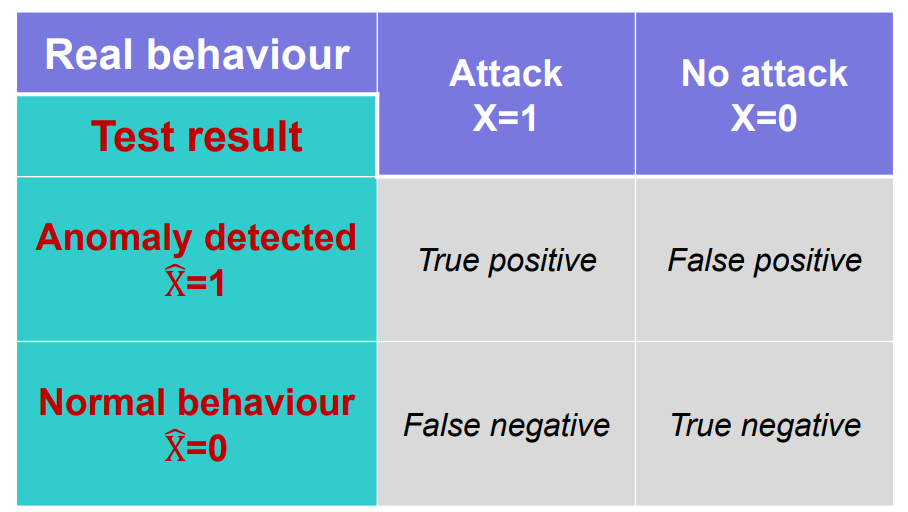 Real behaviour
Attack
X=1
No attack
X=0
Test result
Anomaly detected
X̂=1
True positive
False positive
Normal behaviour
X̂=0
False negative
True negative